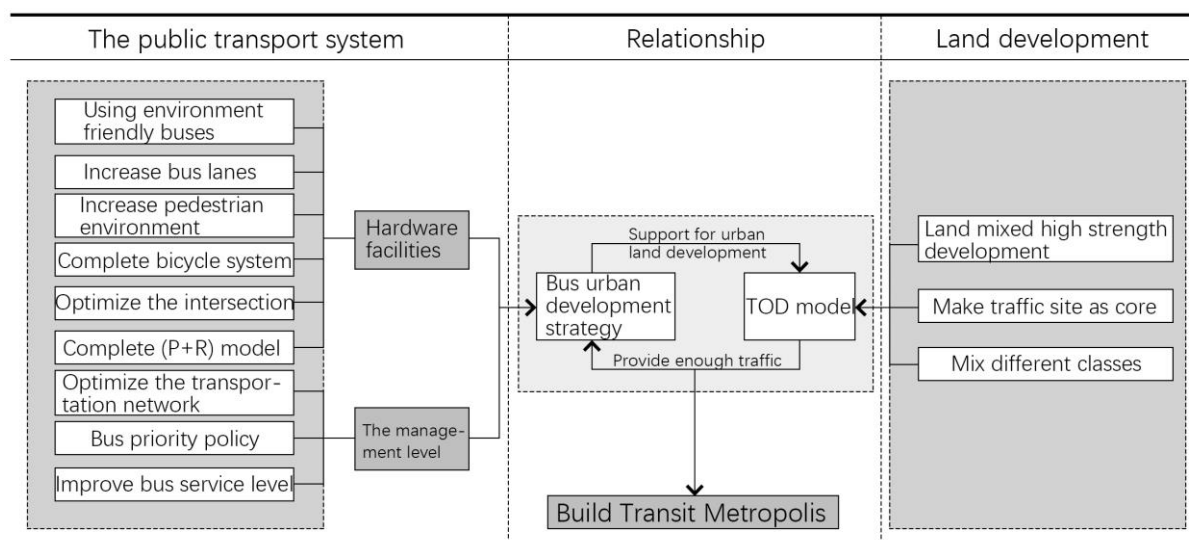 The public transport system
Relationship
Land development
Using environment
friendly buses
Increase bus lanes
Increase pedestrian
environment
Complete bicycle system
Optimize the intersection
Complete (P+R) model
Optimize the transpor-
tation network
Bus priority policy
Improve bus service level
Hardware
facilities
The manage-
ment level
Support for urban
land development
Bus urban
development
strategy
TOD model
Provide enough traffic
Build Transit Metropolis
Land mixed high strength
development
Make traffic site as core
Mix different classes